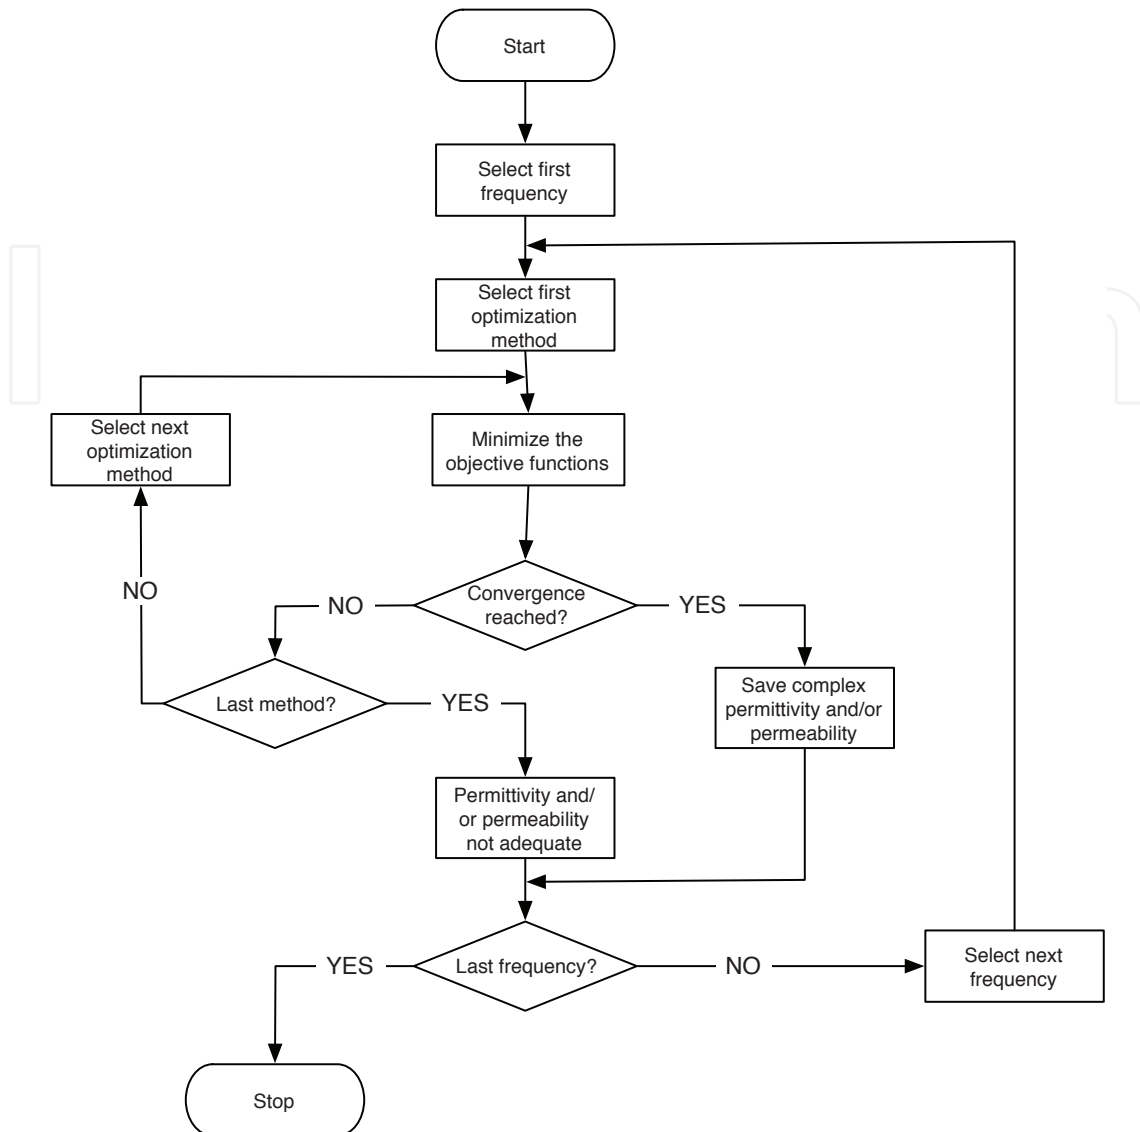 Start
Select first
frequency
Select first
optimization
method
Select next
optimization
method
Minimize the
objective functions
NO
Convergence
reached?
NO
YES
Last method?
YES
Save complex
permittivity and/or
permeability
Permittivity and/
or permeability
not adequate
YES
Last frequency?
NO
Select next
frequency
Stop